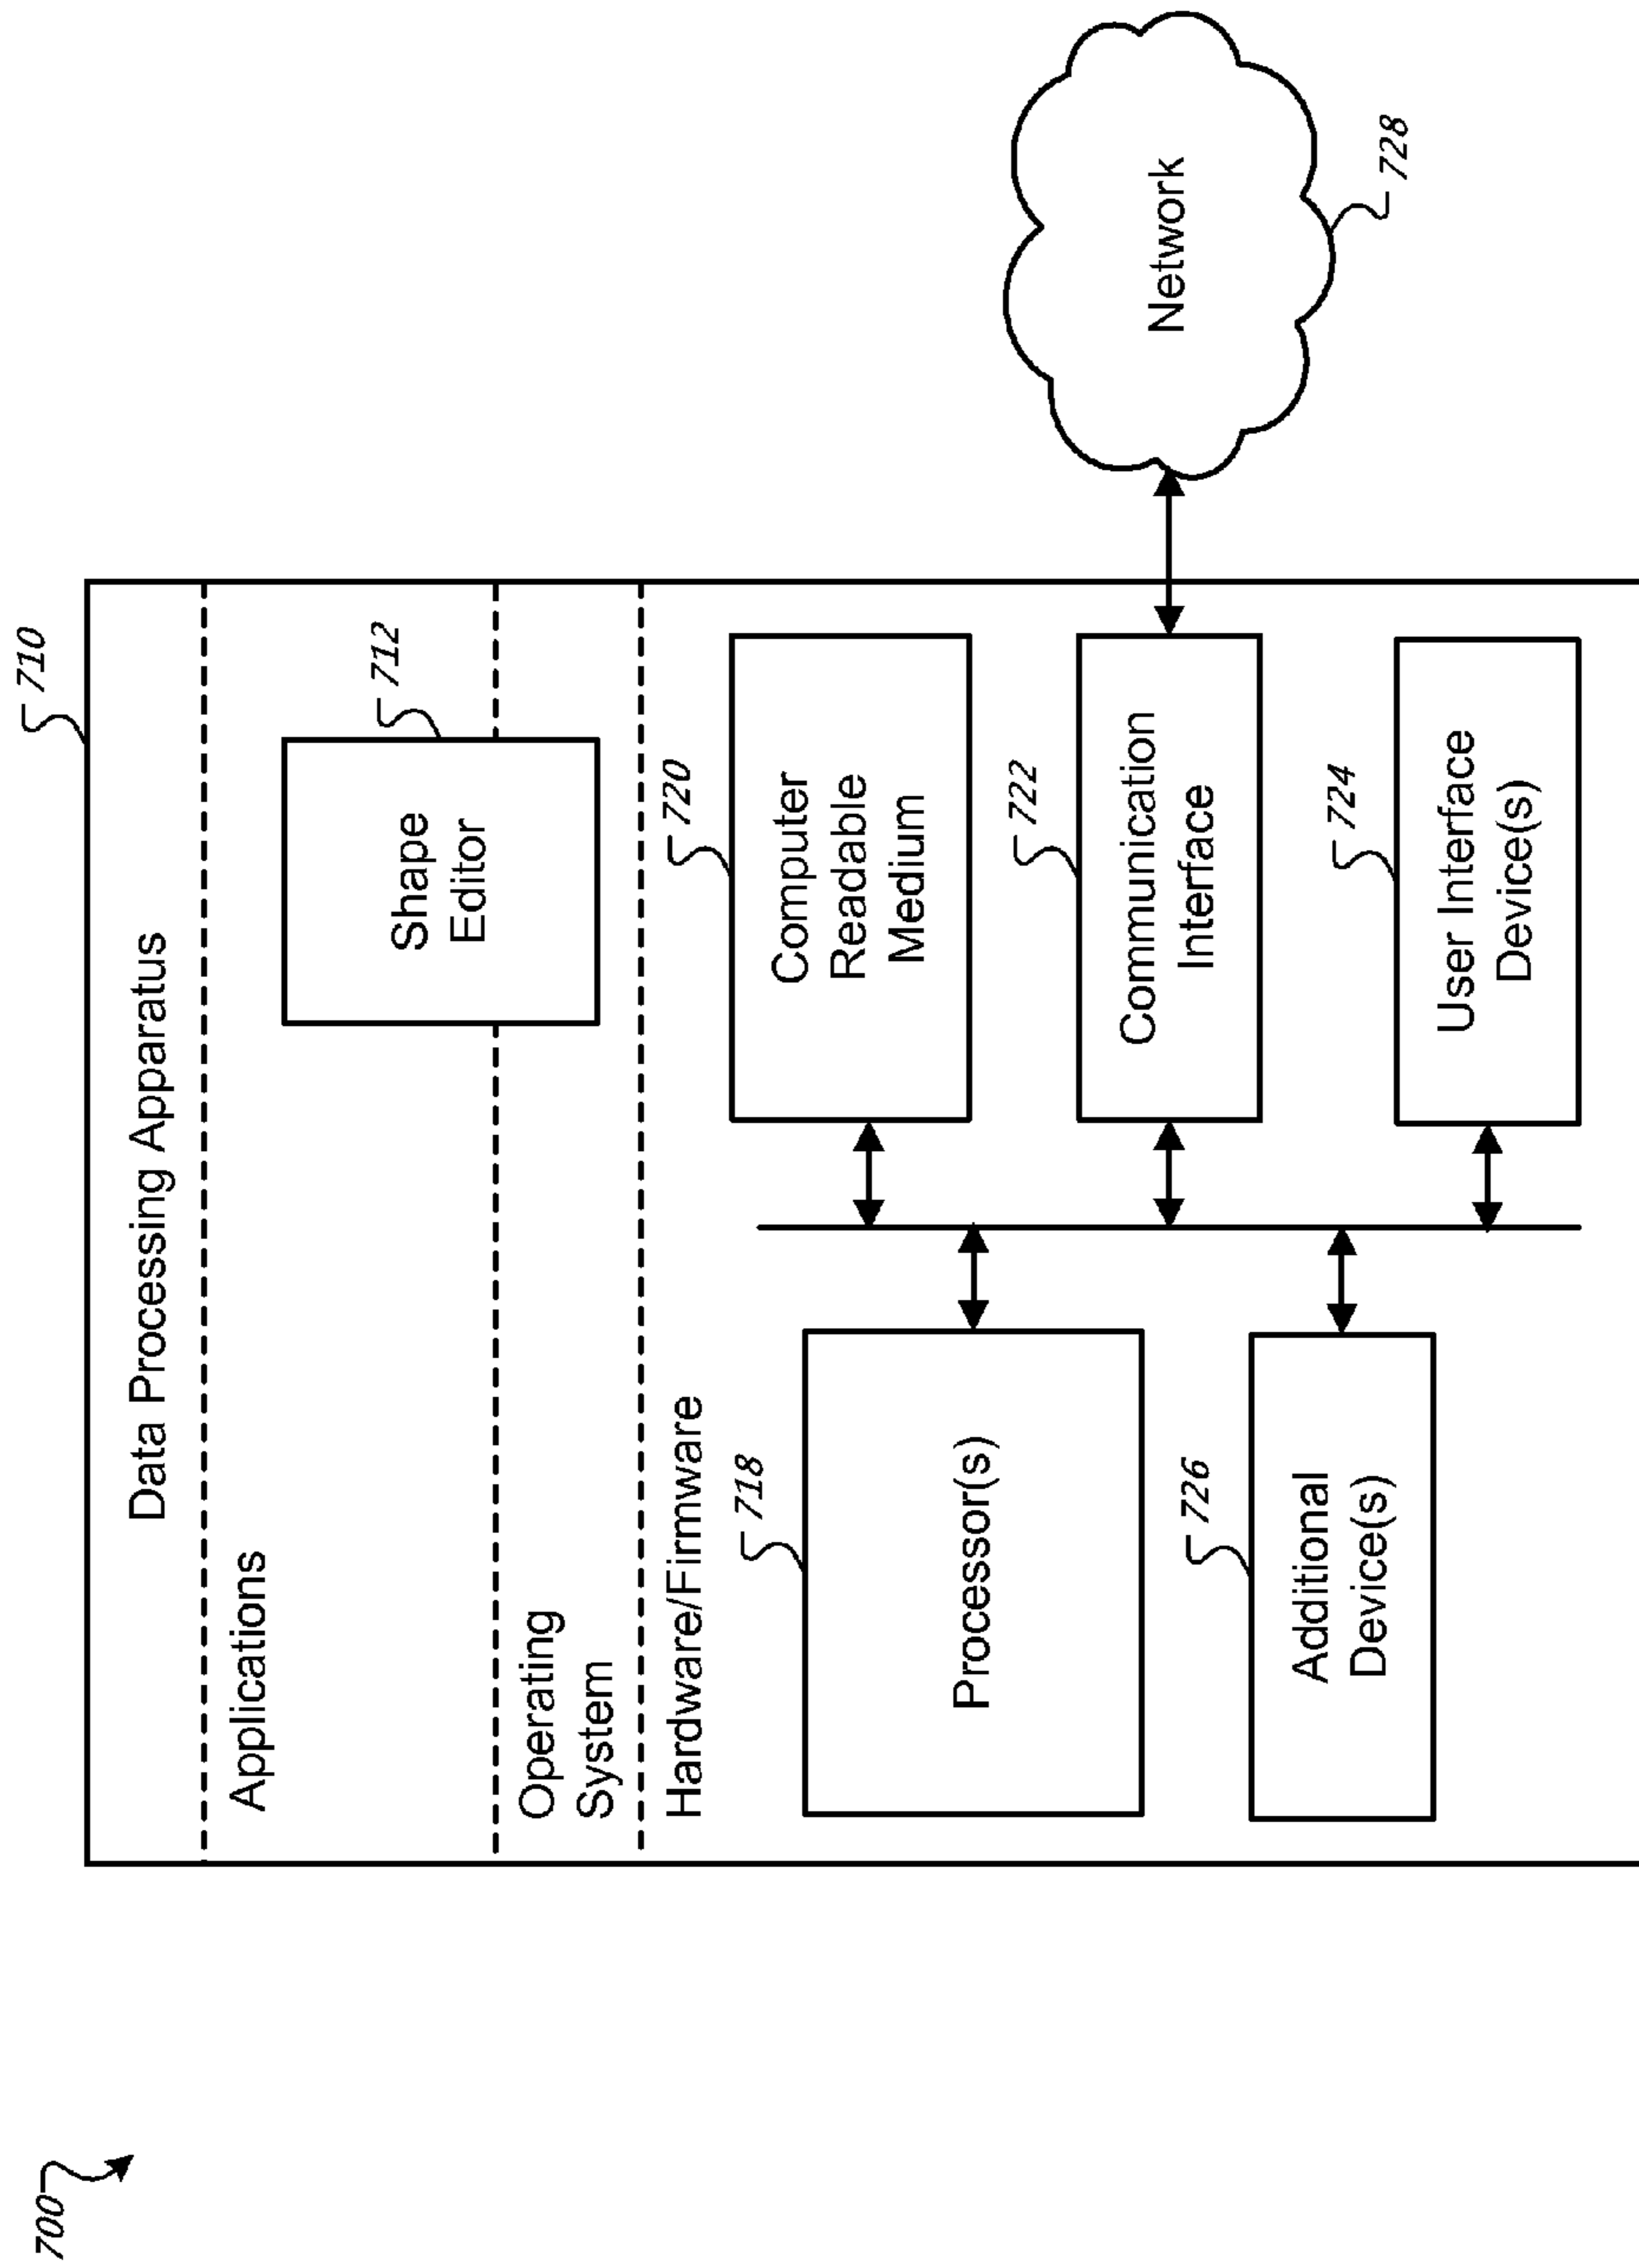 700
710
Data Processing Apparatus
Applications
712
Shape
Editor
Operating
System
Hardware/Firmware
718
Processor(s)
720
Computer
Readable
Medium
722
Communication
Interface
Network
728
726
Additional
Device(s)
724
User Interface
Device(s)